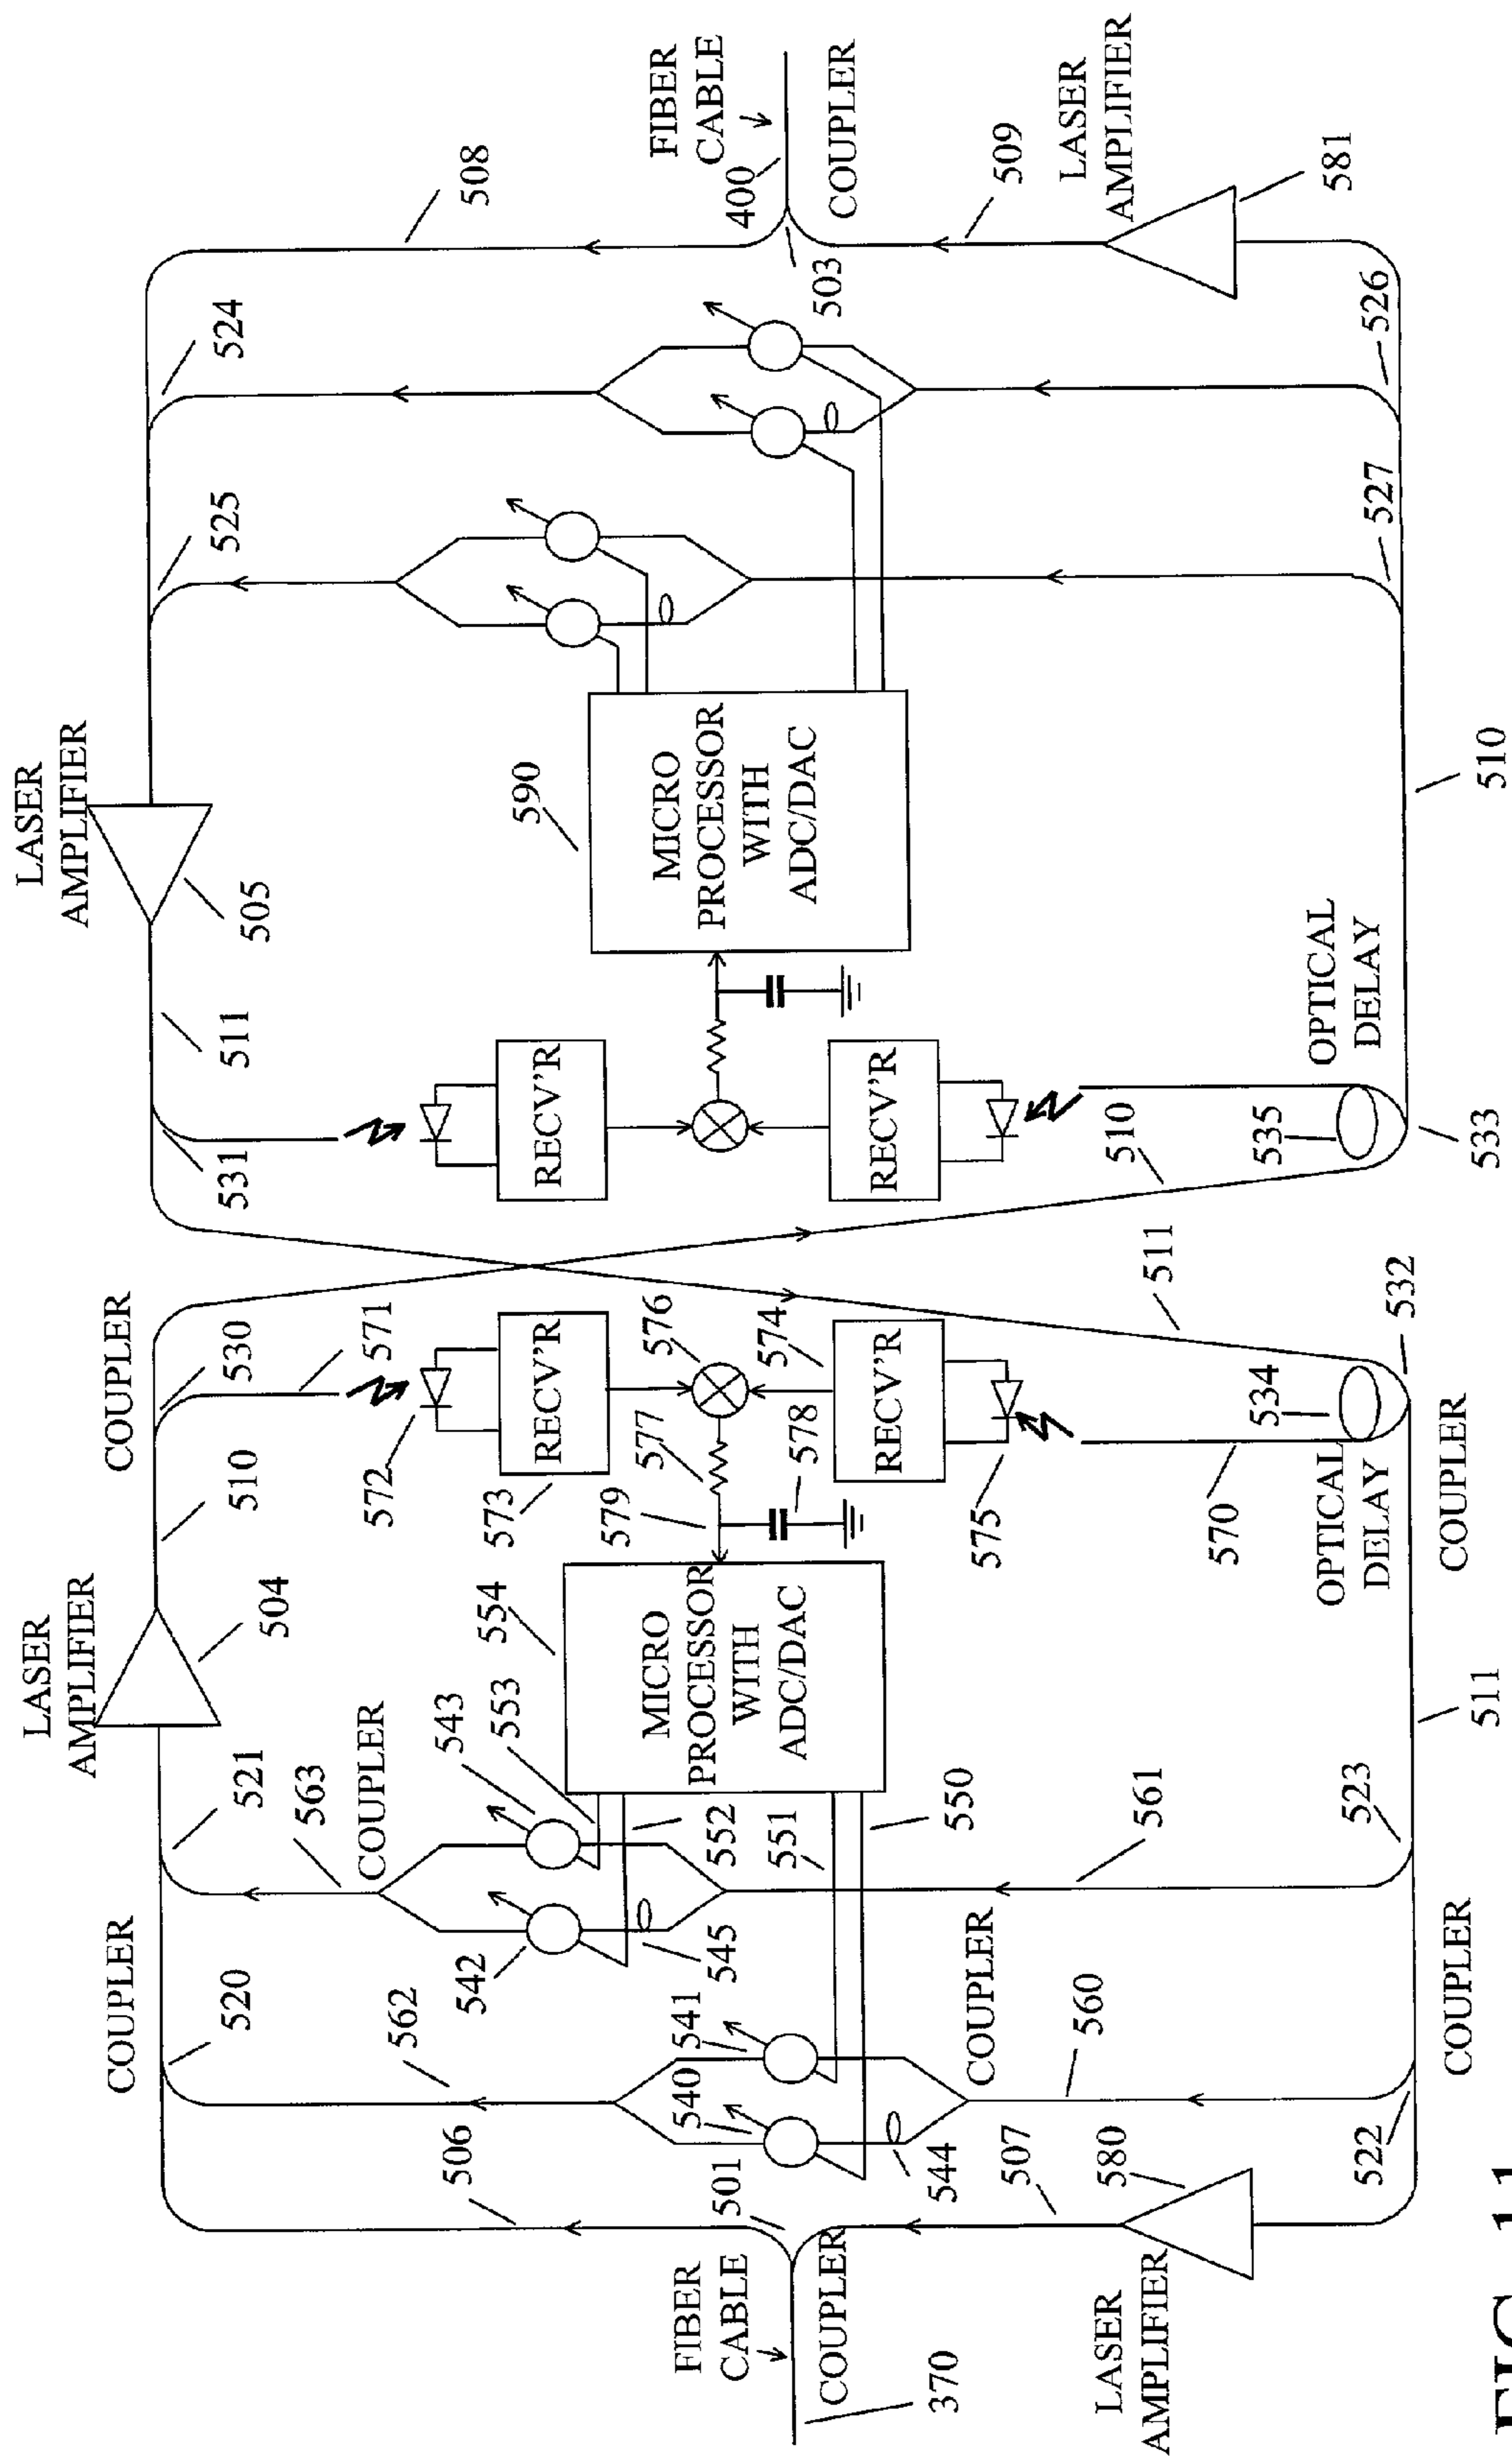 LASER
AMPLIFIER
504
510
COUPLER
530
571
COUPLER
520
521
563
COUPLER
562
506
543
553
542
552
545
551
550
554
MICRO
PROCESSOR
WITH
ADC/DAC
572
573
RECV'R
576
577
579
578
574
RECV'R
575
570
534
OPTICAL
DELAY
511
532
COUPLER
541
540
544
501
FIBER
CABLE
COUPLER
370
COUPLER
560
561
507
580
LASER
AMPLIFIER
522
523
COUPLER
511
LASER
AMPLIFIER
505
511
531
525
524
508
590
MICRO
PROCESSOR
WITH
ADC/DAC
RECV'R
RECV'R
510
535
OPTICAL
DELAY
533
510
527
526
503
400
FIBER
CABLE
COUPLER
509
LASER
AMPLIFIER
581